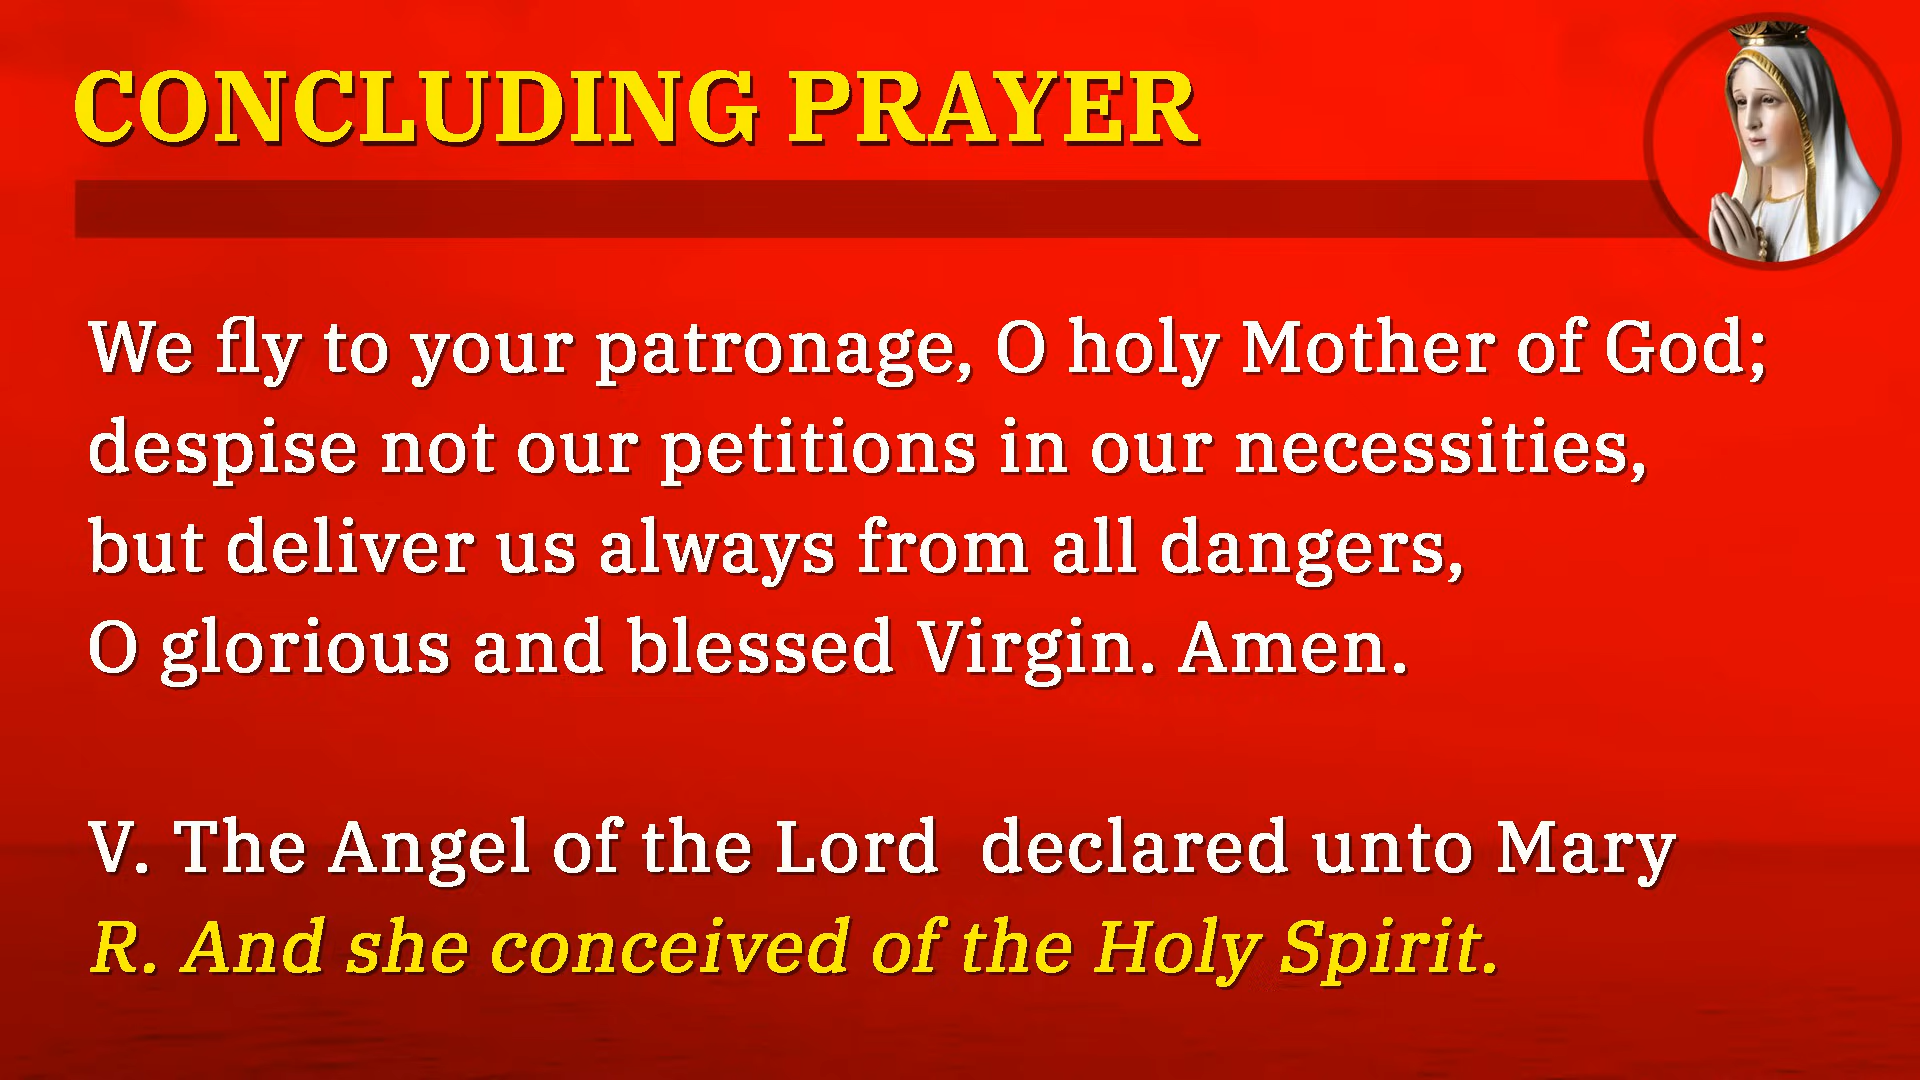 CONCLUDING PRAYER
We fly to your patronage, O holy Mother of God;
despise not our petitions in our necessities,
but deliver us always from all dangers,
O glorious and blessed Virgin. Amen.
V. The Angel of the Lord  declared unto Mary
R. And she conceived of the Holy Spirit.